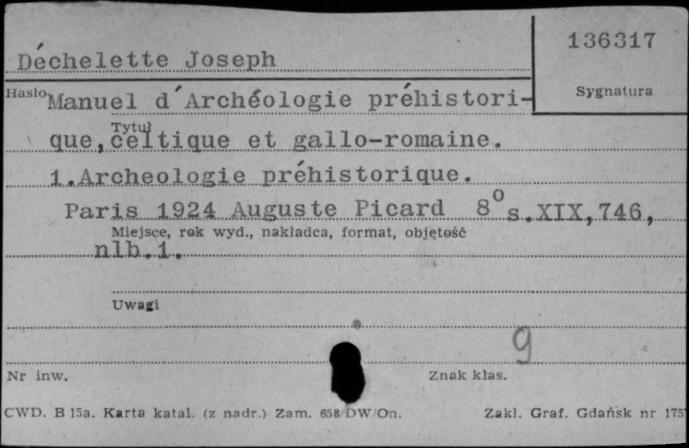 136317
Déchelette Joseph
Hasło Sygnatura
Manuel d'Archéologie préhistori-
Tytuł
que, celtique et gallo-romaine.
1.Archeologie préhistorique.
Paris 1924 Auguste Picard 8o s.XIX,746,
Miejsce, rok wyd., nakładca, format, objętość
nlb.1.
Uwagi
9
Nr inw. Znak klas.
CWD. B 15a. Karta katal. (z nadr.) Zam. 658/DW/On. Zakł. Graf. Gdańsk nr 175